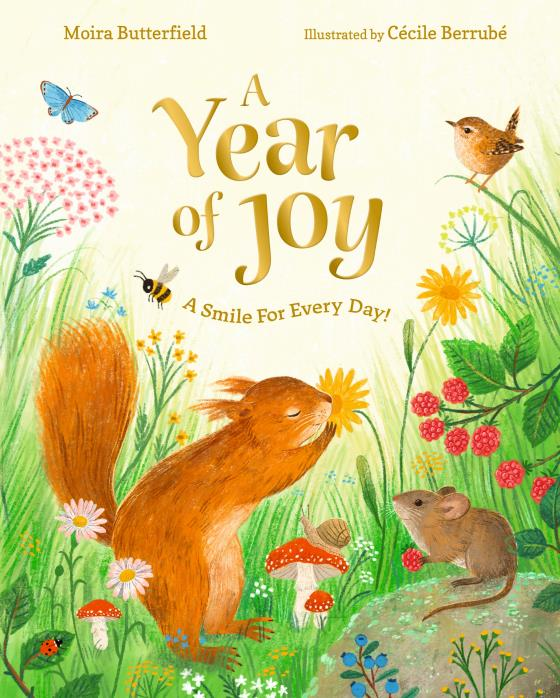 Moira Butterfield
Illustrated by Cécile Berrubé
A
Year
of Joy
A Smile For Every Day!